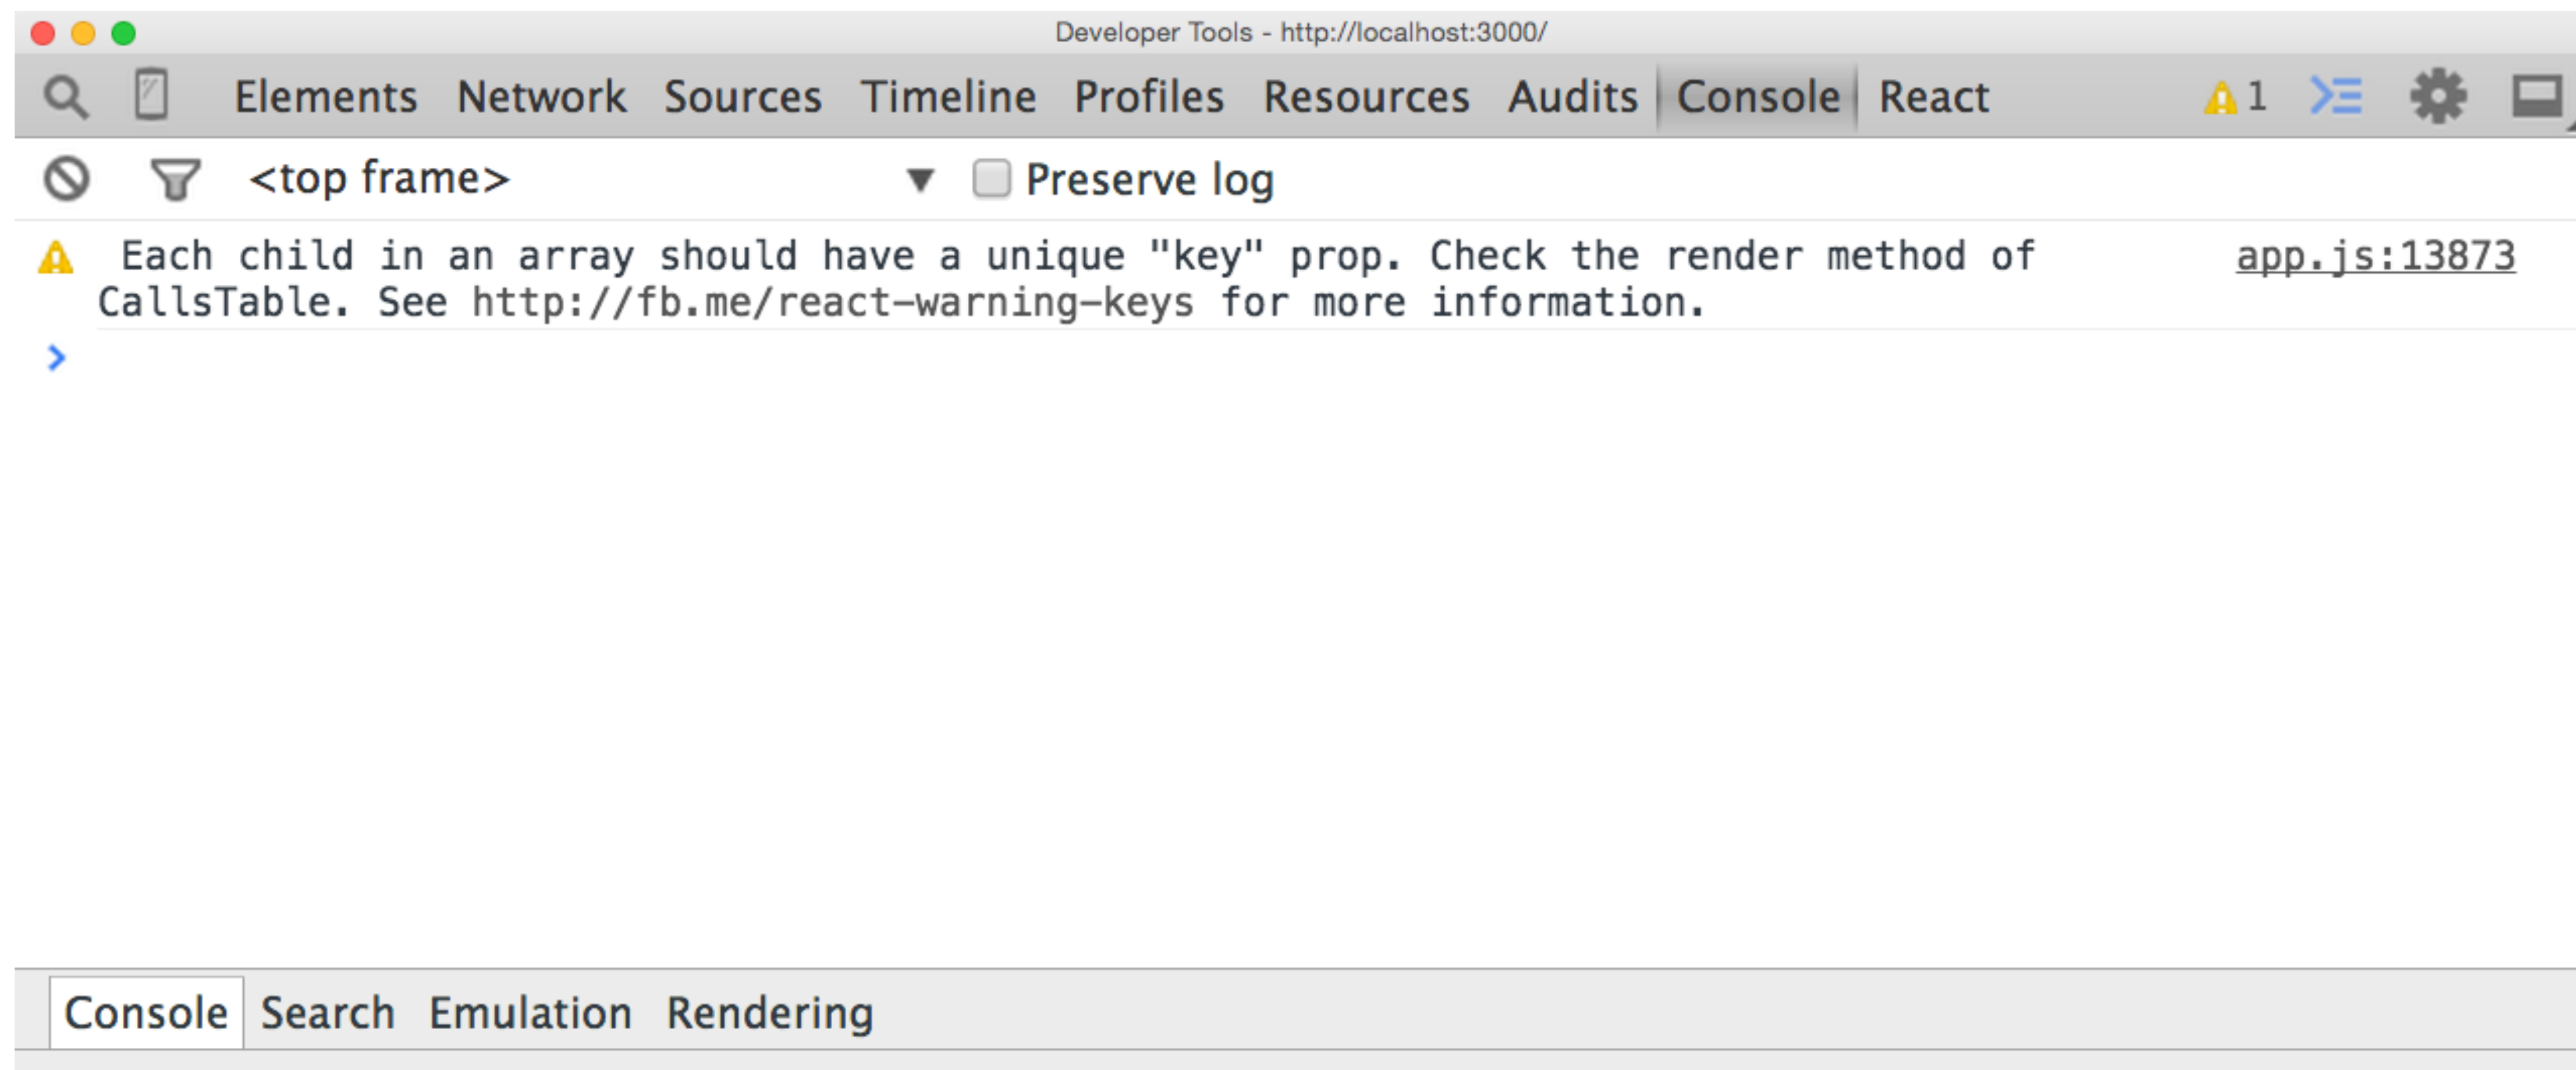 Developer Tools - http://localhost:3000/
Elements Network Sources Timeline Profiles Resources Audits Console React 1
<top frame> Preserve log
Each child in an array should have a unique "key" prop. Check the render method of app.js:13873
CallsTable. See http://fb.me/react-warning-keys for more information.
Console Search Emulation Rendering